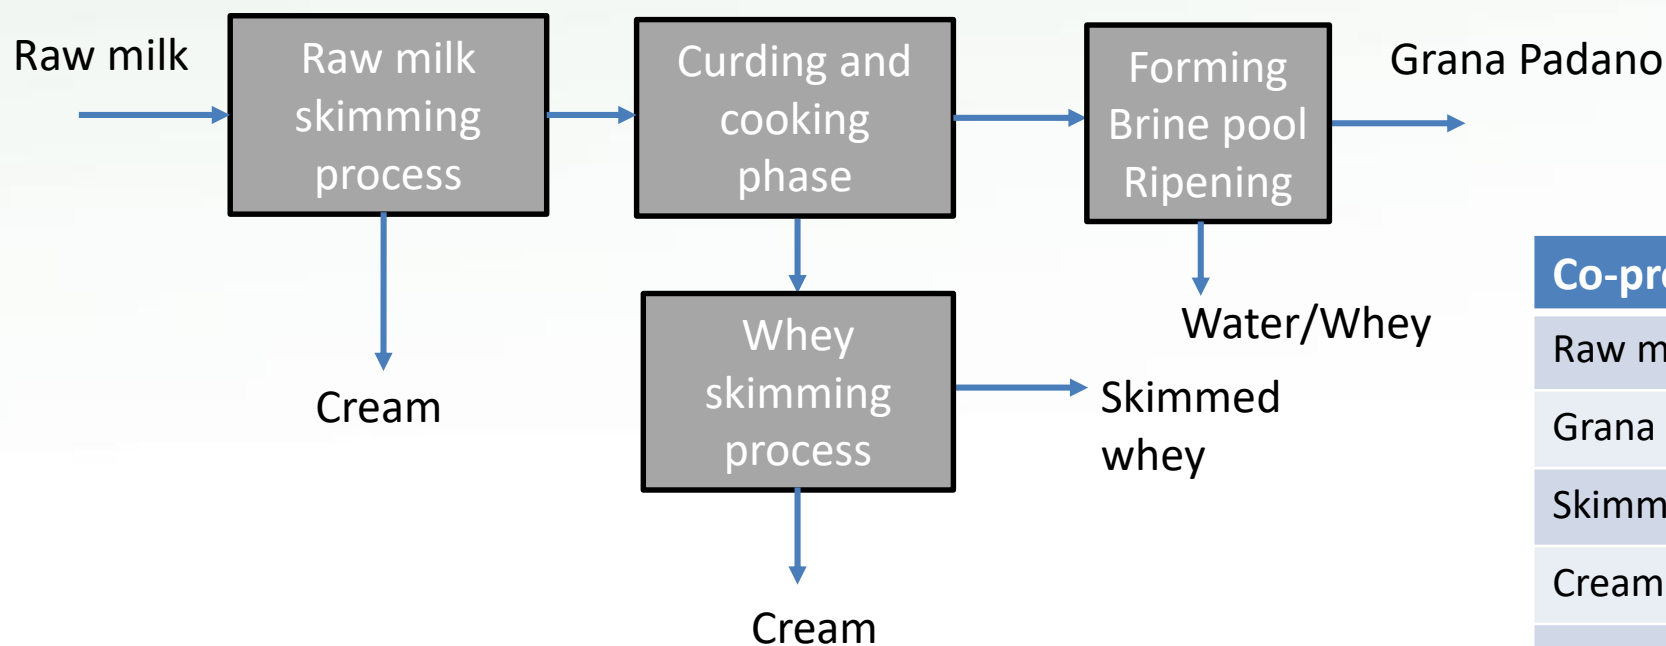 Raw milk
Raw milk
skimming
process
Curding and
cooking
phase
Forming
Brine pool
Ripening
Grana Padano
Cream
Whey
skimming
process
Water/Whey
Skimmed
whey
Cream
Co-pr
Raw m
Grana
Skimm
Cream